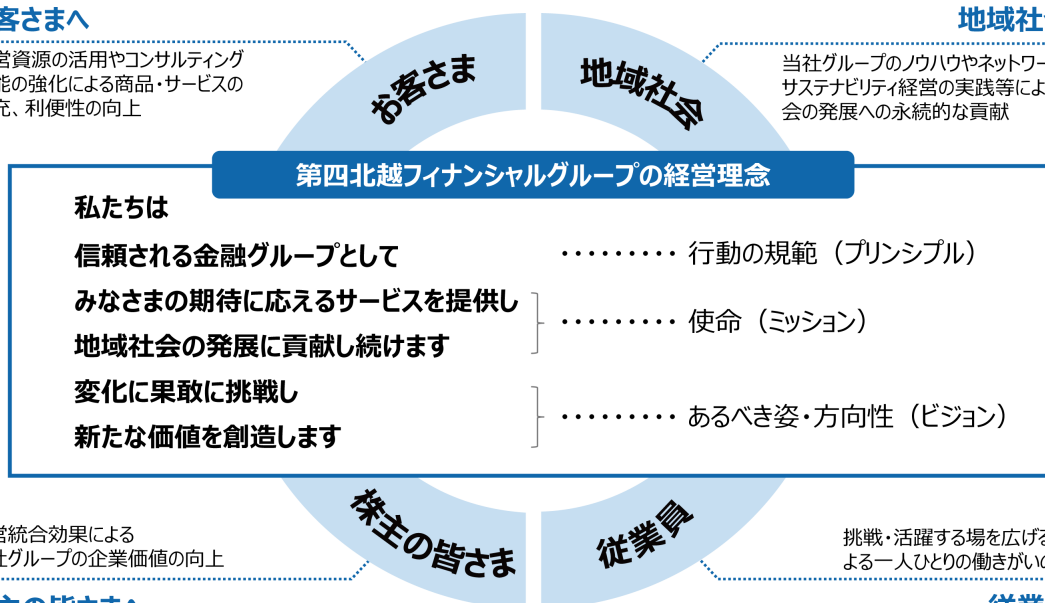 客さまへ
営資源の活用やコンサルティング
能の強化による商品・サービスの
充、利便性の向上
地域社会
当社グループのノウハウやネットワー
サステナビリティ経営の実践等によ
会の発展への永続的な貢献
お客さま
地域社会
第四北越フィナンシャルグループの経営理念
私たちは
信頼される金融グループとして ········· 行動の規範（プリンシプル）
みなさまの期待に応えるサービスを提供し
地域社会の発展に貢献し続けます
········· 使命（ミッション）
変化に果敢に挑戦し
新たな価値を創造します
········· あるべき姿・方向性（ビジョン）
株主の皆さま
従業員
営統合効果による
社グループの企業価値の向上
挑戦・活躍する場を広げる
よる一人ひとりの働きがいの
主の皆さまへ
従業